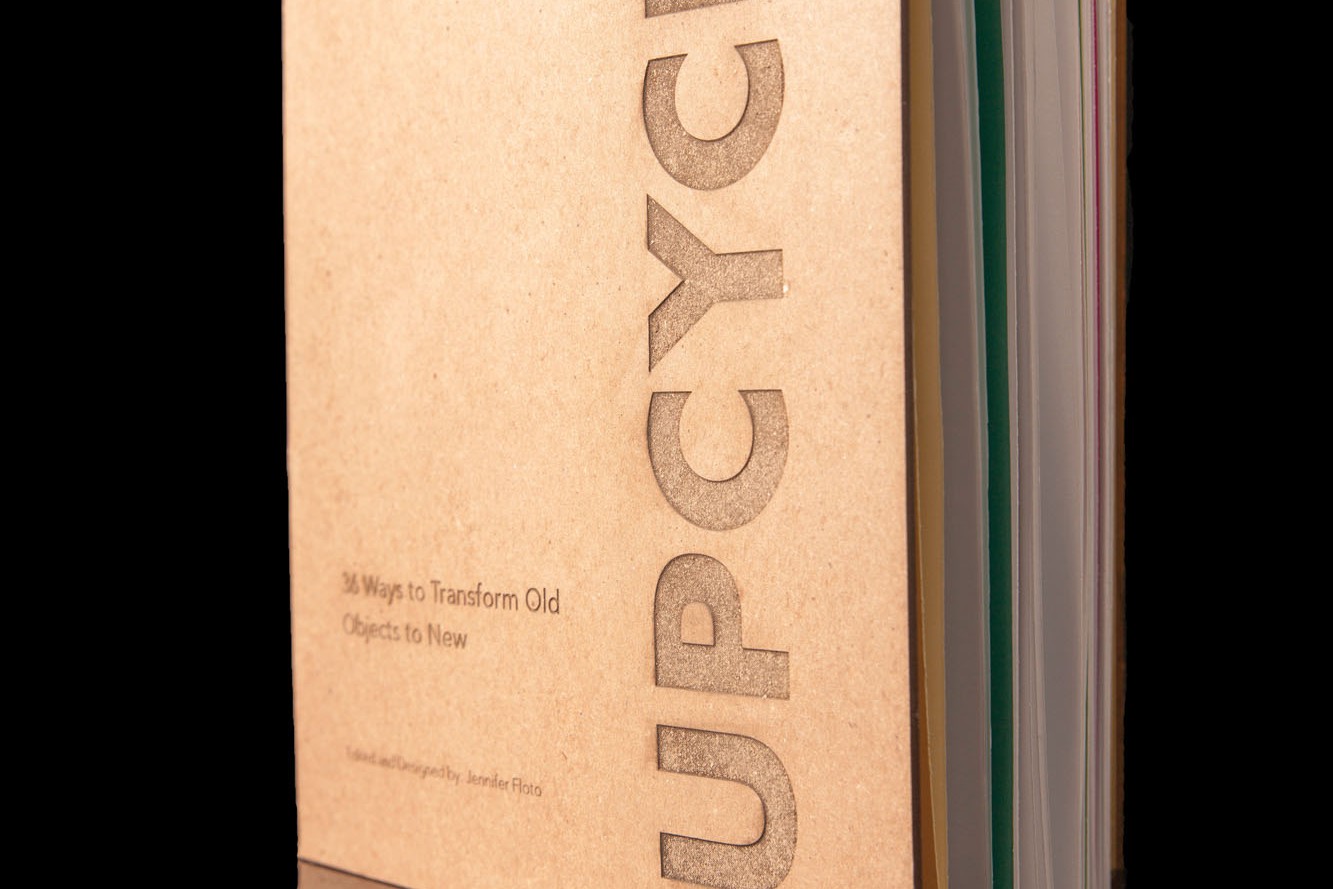 UPCYC
36 Ways to Transform Old
Objects to New
Edited and Designed by Jennifer Floto